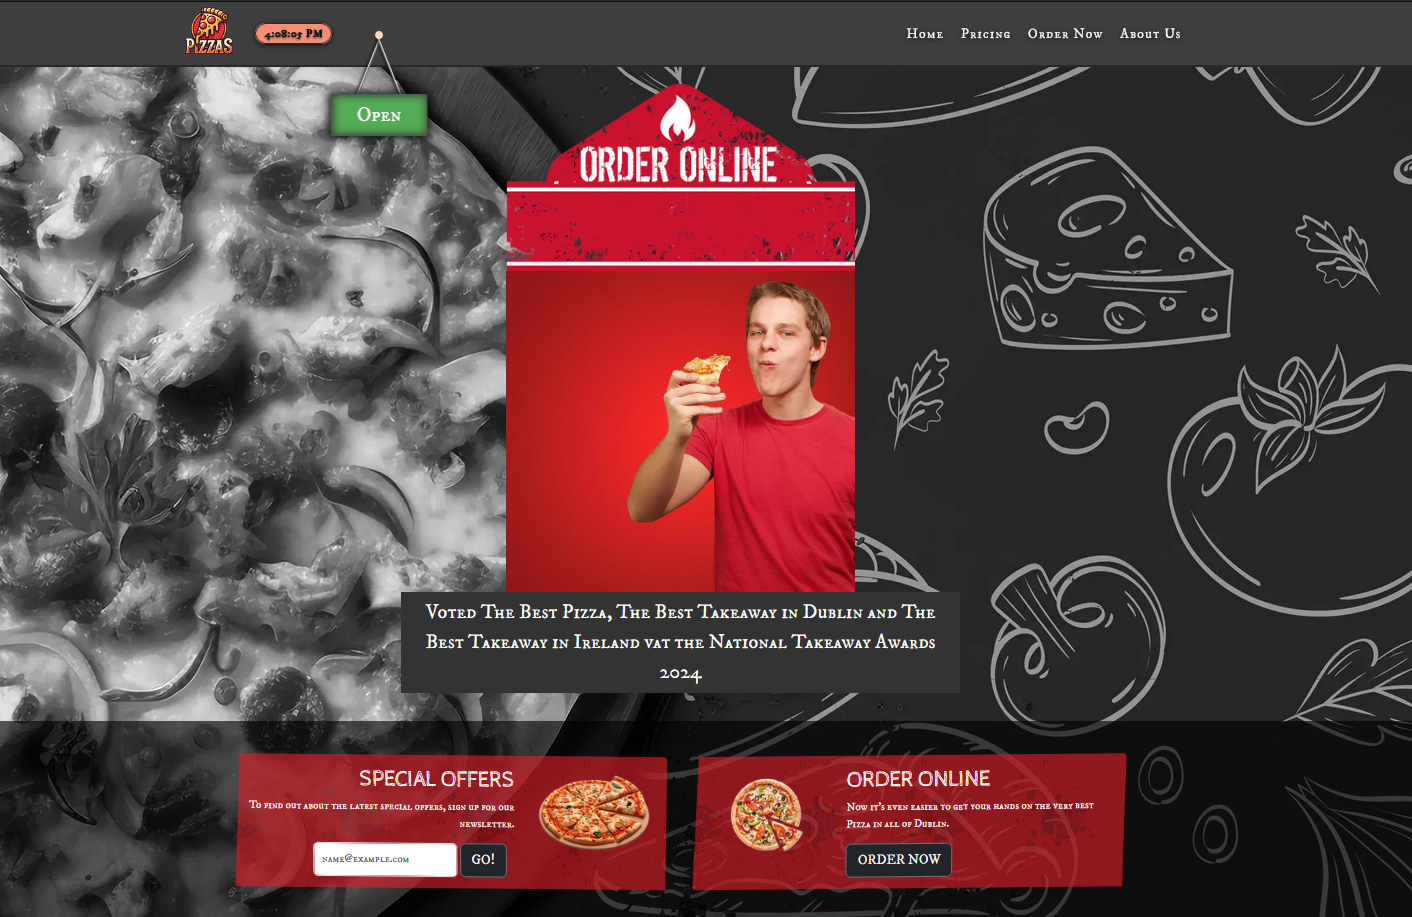 PIZZAS
4:08:05 PM
Home Pricing Order Now About Us
Open
ORDER ONLINE
Voted The Best Pizza, The Best Takeaway in Dublin and The
Best Takeaway in Ireland vat the National Takeaway Awards
2024
SPECIAL OFFERS
To find out about the latest special offers, sign up for our
newsletter.
name@example.com GO!
ORDER ONLINE
Now it's even easier to get your hands on the very best
Pizza in all of Dublin.
ORDER NOW